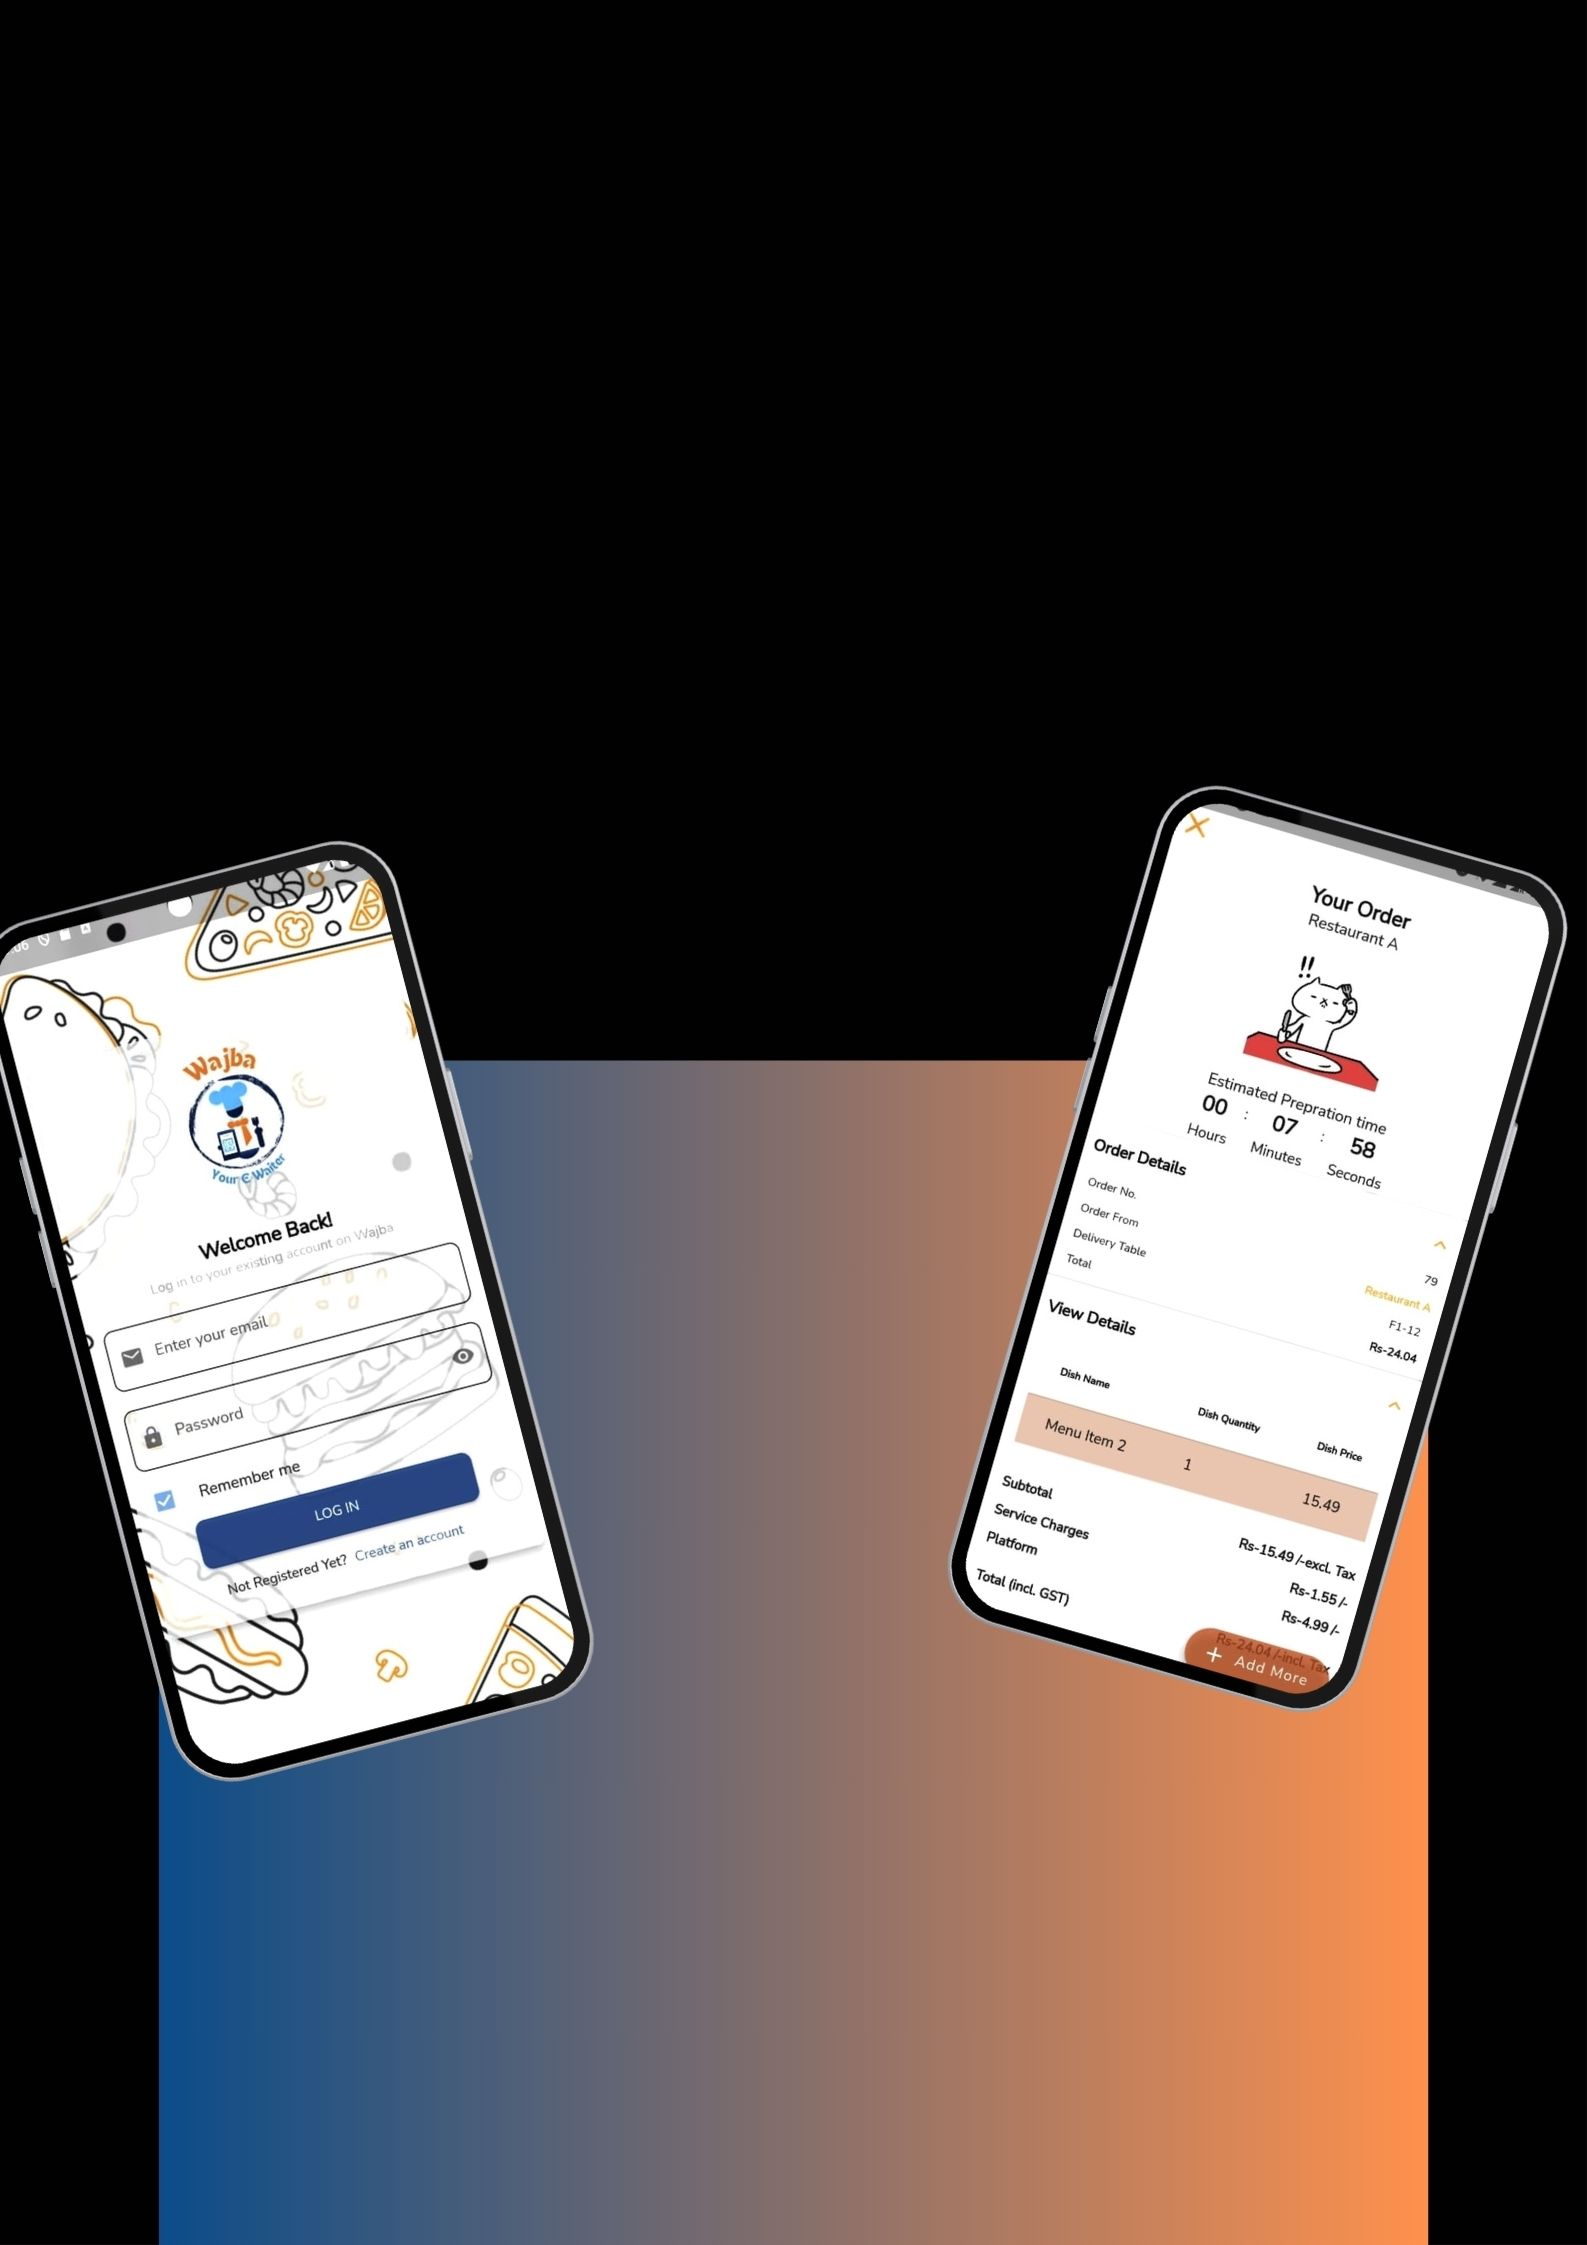 06
Wajba
Your E Waiter
Welcome Back!
Log in to your existing account on Wajba
Enter your email
Password
Remember me
LOG IN
Not Registered Yet? Create an account
Your Order
Restaurant A
!!
Estimated Prepration time
00 : 07 : 58
Hours Minutes Seconds
Order Details
Order No. 79
Order From Restaurant A
Delivery Table F1-12
Total Rs-24.04
View Details
Dish Name Dish Quantity Dish Price
Menu Item 2 1 15.49
Subtotal Rs-15.49 /-excl. Tax
Service Charges Rs-1.55 /-
Platform Rs-4.99 /-
Total (incl. GST) Rs-24.04 /-incl. Tax
+ Add More